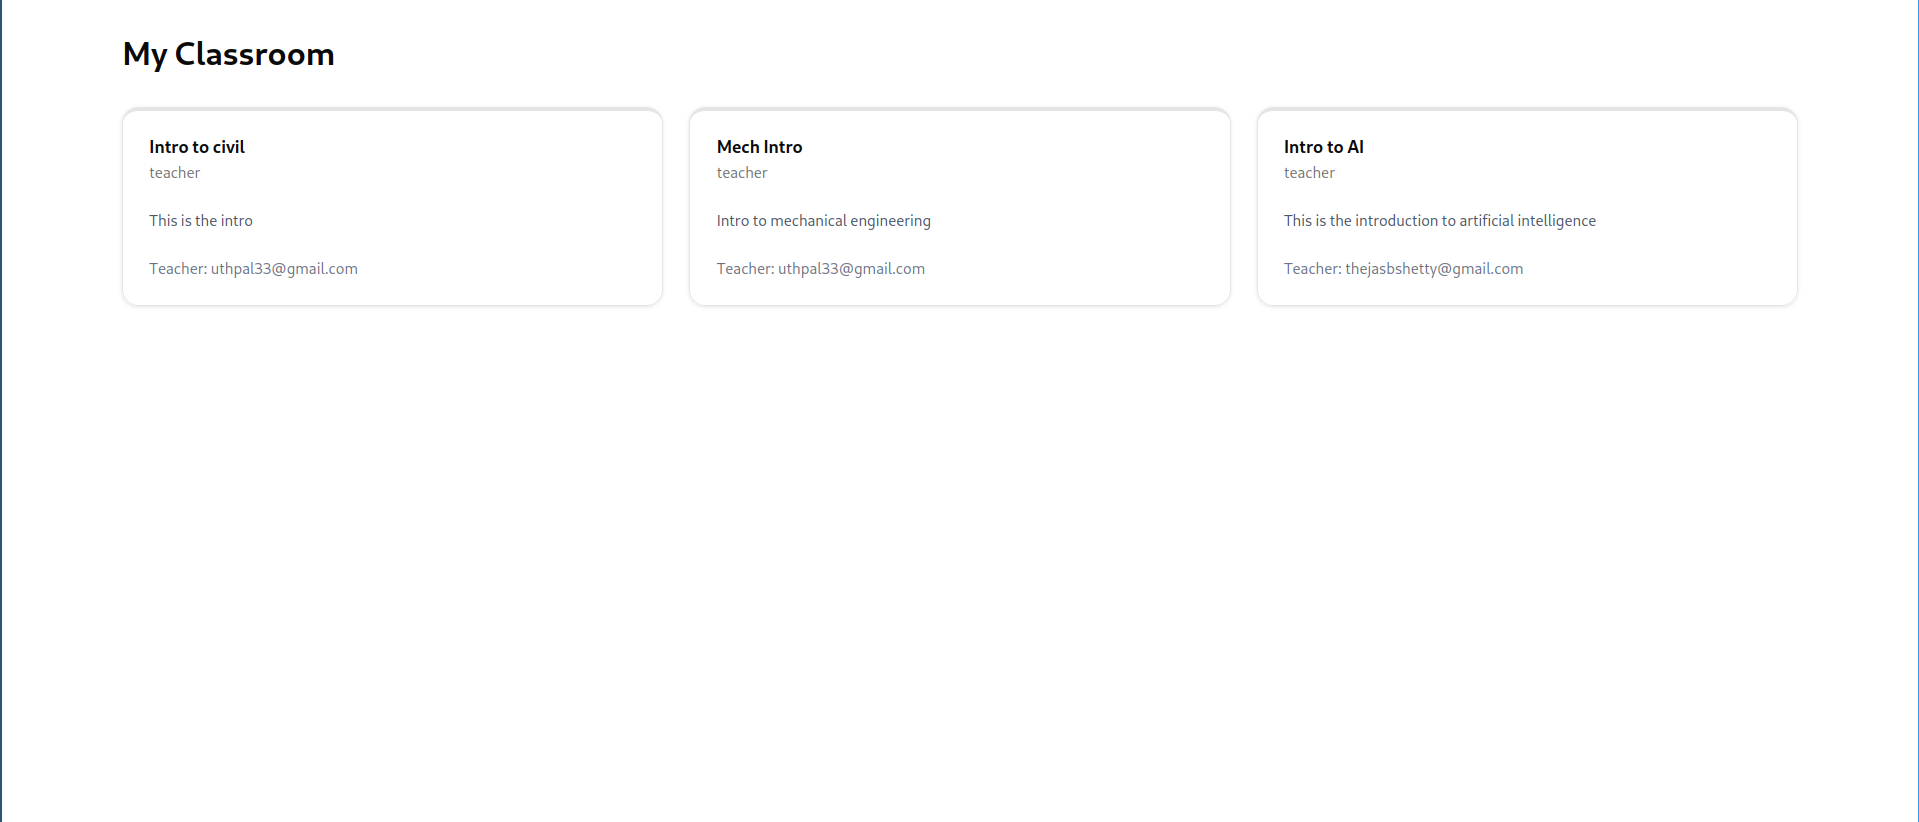 My Classroom
Intro to civil
teacher
This is the intro
Teacher: uthpal33@gmail.com
Mech Intro
teacher
Intro to mechanical engineering
Teacher: uthpal33@gmail.com
Intro to AI
teacher
This is the introduction to artificial intelligence
Teacher: thejasbshetty@gmail.com